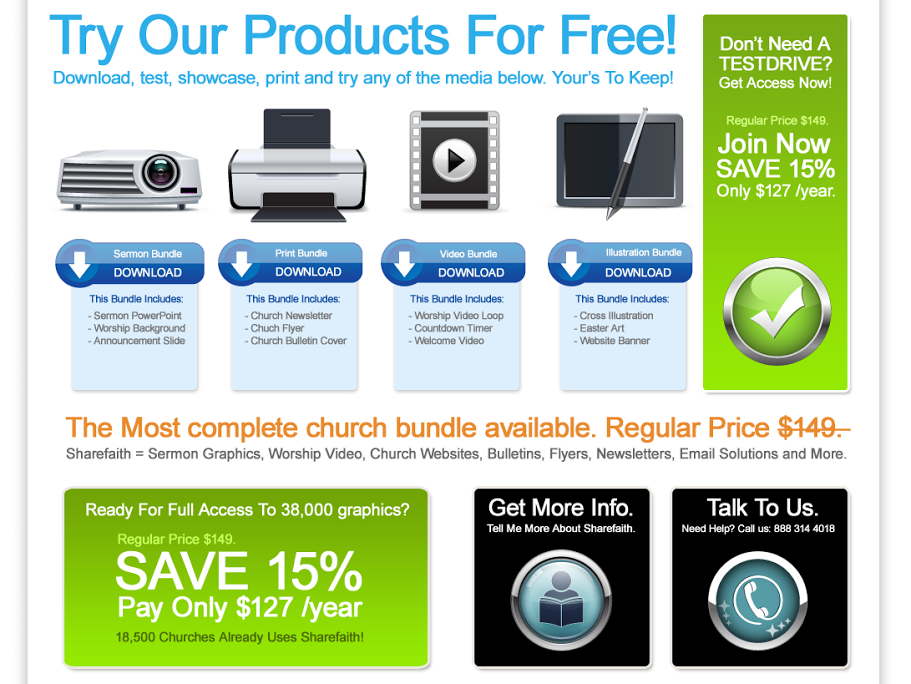 Try Our Products For Free!
Download, test, showcase, print and try any of the media below. Your's To Keep!
Don't Need A
TESTDRIVE?
Get Access Now!
Regular Price $149.
Join Now
SAVE 15%
Only $127 /year.
Sermon Bundle
DOWNLOAD
This Bundle Includes:
- Sermon PowerPoint
- Worship Background
- Announcement Slide
Print Bundle
DOWNLOAD
This Bundle Includes:
- Church Newsletter
- Chuch Flyer
- Church Bulletin Cover
Video Bundle
DOWNLOAD
This Bundle Includes:
- Worship Video Loop
- Countdown Timer
- Welcome Video
Illustration Bundle
DOWNLOAD
This Bundle Includes:
- Cross Illustration
- Easter Art
- Website Banner
The Most complete church bundle available. Regular Price $149.
Sharefaith = Sermon Graphics, Worship Video, Church Websites, Bulletins, Flyers, Newsletters, Email Solutions and More.
Ready For Full Access To 38,000 graphics?
Regular Price $149.
SAVE 15%
Pay Only $127 /year
18,500 Churches Already Uses Sharefaith!
Get More Info.
Tell Me More About Sharefaith.
Talk To Us.
Need Help? Call us: 888 314 4018